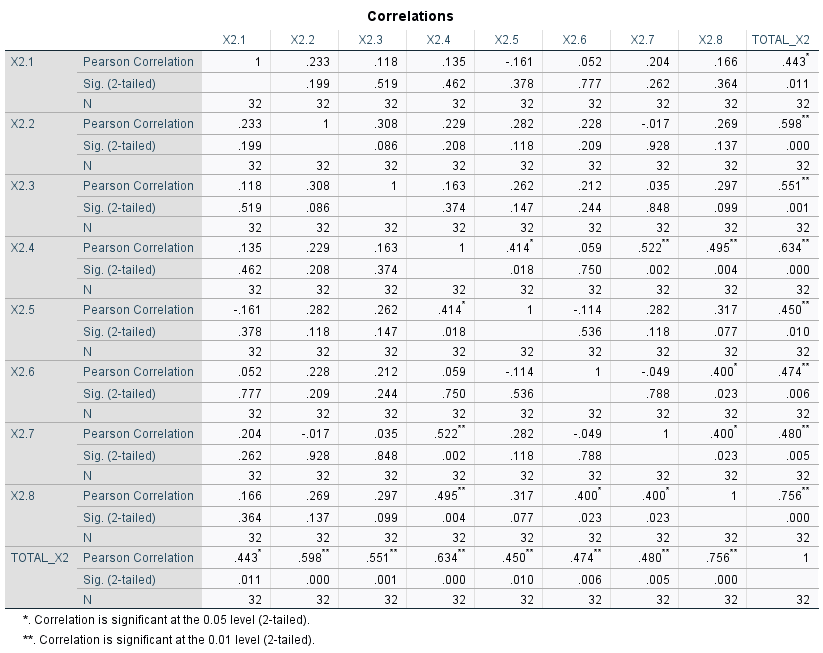 Correlations
X2.1 X2.2 X2.3 X2.4 X2.5 X2.6 X2.7 X2.8 TOTAL_X2
X2.1 Pearson Correlation 1 .233 .118 .135 -.161 .052 .204 .166 .443*
Sig. (2-tailed) .199 .519 .462 .378 .777 .262 .364 .011
N 32 32 32 32 32 32 32 32 32
X2.2 Pearson Correlation .233 1 .308 .229 .282 .228 -.017 .269 .598**
Sig. (2-tailed) .199 .086 .208 .118 .209 .928 .137 .000
N 32 32 32 32 32 32 32 32 32
X2.3 Pearson Correlation .118 .308 1 .163 .262 .212 .035 .297 .551**
Sig. (2-tailed) .519 .086 .374 .147 .244 .848 .099 .001
N 32 32 32 32 32 32 32 32 32
X2.4 Pearson Correlation .135 .229 .163 1 .414* .059 .522** .495** .634**
Sig. (2-tailed) .462 .208 .374 .018 .750 .002 .004 .000
N 32 32 32 32 32 32 32 32 32
X2.5 Pearson Correlation -.161 .282 .262 .414* 1 -.114 .282 .317 .450**
Sig. (2-tailed) .378 .118 .147 .018 .536 .118 .077 .010
N 32 32 32 32 32 32 32 32 32
X2.6 Pearson Correlation .052 .228 .212 .059 -.114 1 -.049 .400* .474**
Sig. (2-tailed) .777 .209 .244 .750 .536 .788 .023 .006
N 32 32 32 32 32 32 32 32 32
X2.7 Pearson Correlation .204 -.017 .035 .522** .282 -.049 1 .400* .480**
Sig. (2-tailed) .262 .928 .848 .002 .118 .788 .023 .005
N 32 32 32 32 32 32 32 32 32
X2.8 Pearson Correlation .166 .269 .297 .495** .317 .400* .400* 1 .756**
Sig. (2-tailed) .364 .137 .099 .004 .077 .023 .023 .000
N 32 32 32 32 32 32 32 32 32
TOTAL_X2 Pearson Correlation .443* .598** .551** .634** .450** .474** .480** .756** 1
Sig. (2-tailed) .011 .000 .001 .000 .010 .006 .005 .000
N 32 32 32 32 32 32 32 32 32
*. Correlation is significant at the 0.05 level (2-tailed).
**. Correlation is significant at the 0.01 level (2-tailed).